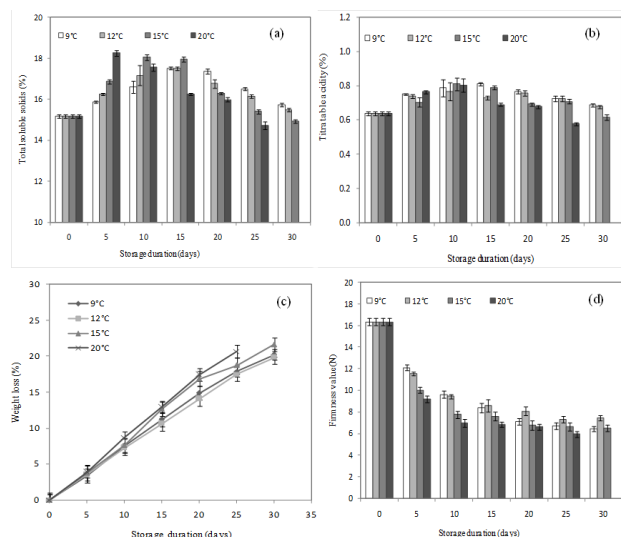 (a)
9°C 12°C 15°C 20°C
Total soluble solids (%)
20
18
16
14
12
10
0 5 10 15 20 25 30
Storage duration (days)
(b)
9°C 12°C 15°C 20°C
Titratable acidity (%)
1.2
1.0
0.8
0.6
0.4
0.2
0.0
0 5 10 15 20 25 30
Storage duration (days)
(c)
9°C
12°C
15°C
20°C
Weight loss (%)
30
25
20
15
10
5
0
0 5 10 15 20 25 30 35
Storage duration (days)
(d)
9°C 12°C 15°C 20°C
Firmness value(N)
20
18
16
14
12
10
8
6
4
2
0
0 5 10 15 20 25 30
Storage duration (days)